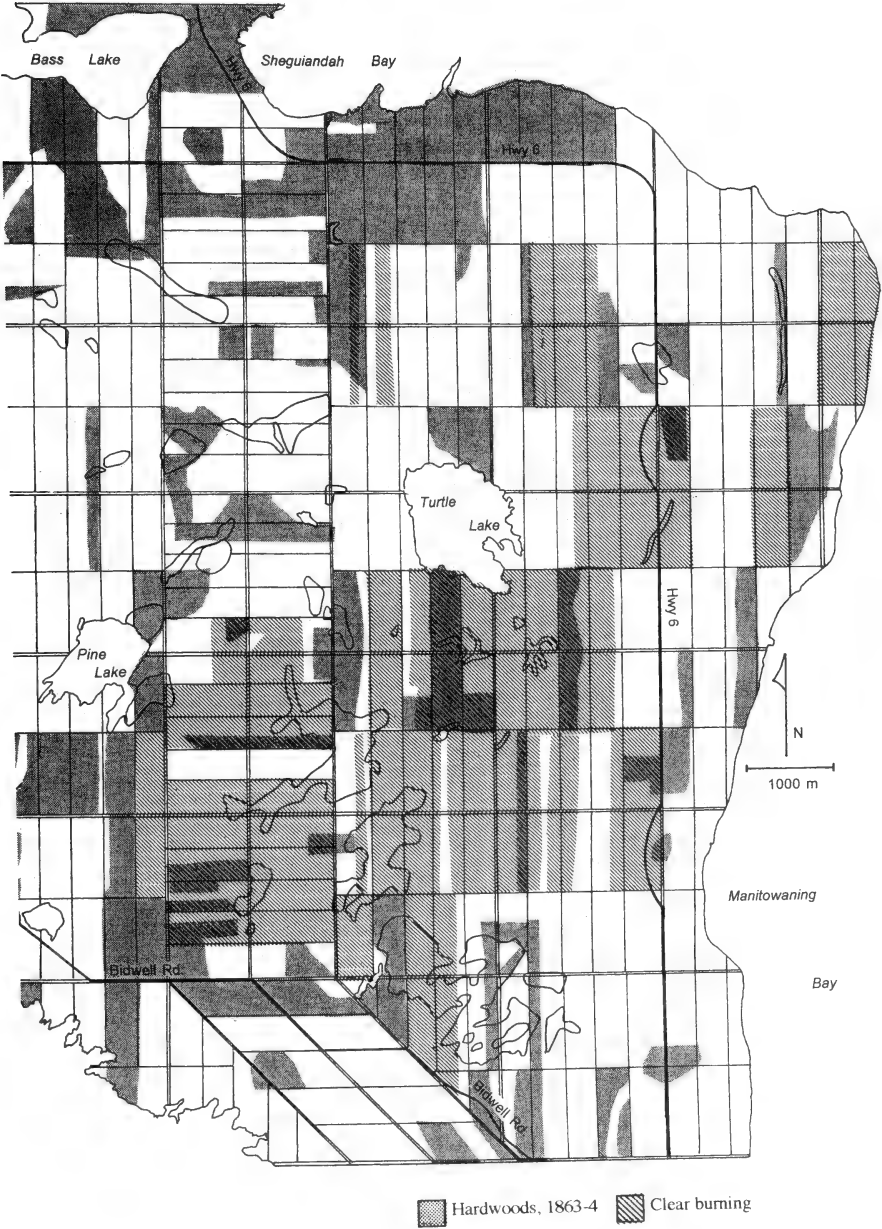 Bass Lake
Sheguiandah Bay
Hwy 6
Hwy 6
Turtle
Lake
Hwy 6
Pine
Lake
N
1000 m
Manitowaning
Bay
Bidwell Rd.
Bidwell Rd.
Hardwoods, 1863-4
Clear burning